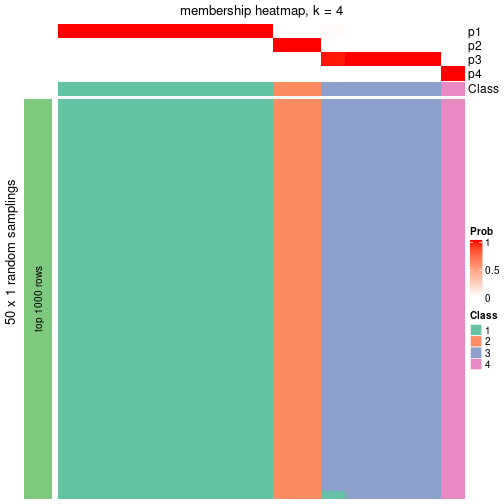 membership heatmap, k = 4
p1
p2
p3
p4
Class
50 x 1 random samplings
top 1000 rows
Prob
1
0.5
0
Class
1
2
3
4